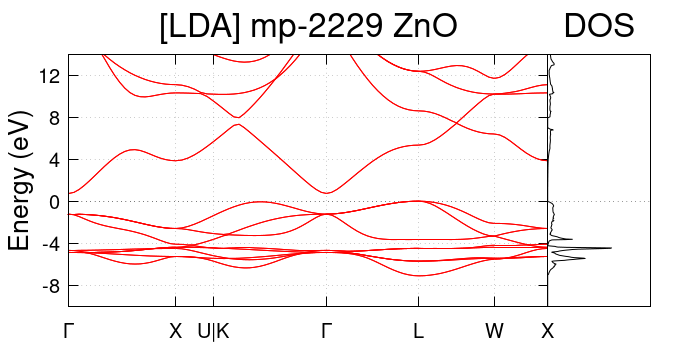 [LDA] mp-2229 ZnO DOS
Energy (eV)
12
8
4
0
-4
-8
Γ X U|K Γ L W X